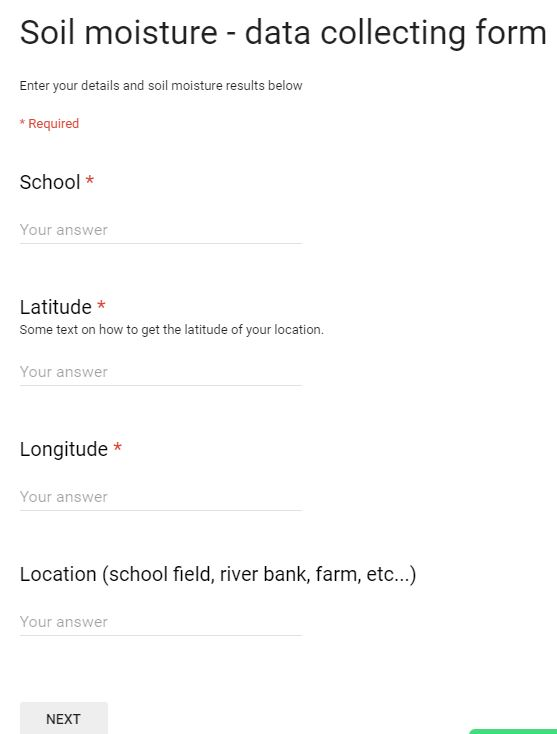 Soil moisture - data collecting form
Enter your details and soil moisture results below
* Required
School *
Your answer
Latitude *
Some text on how to get the latitude of your location.
Your answer
Longitude *
Your answer
Location (school field, river bank, farm, etc...)
Your answer
NEXT